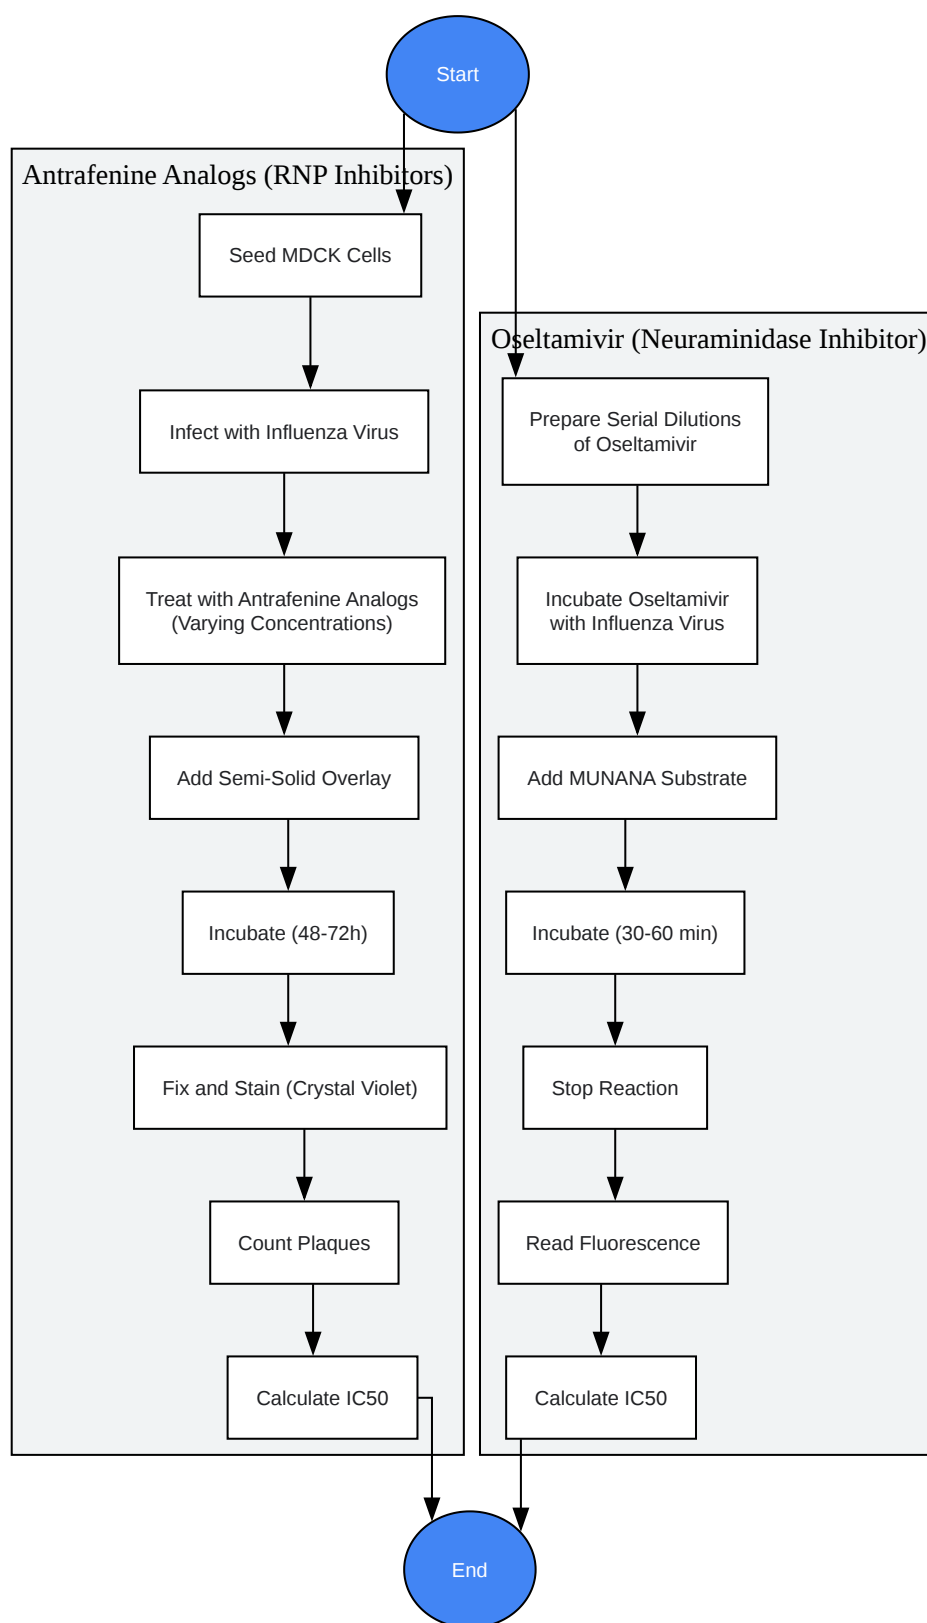 Start
Antrafenine Analogs (RNP Inhibitors)
Seed MDCK Cells
Infect with Influenza Virus
Treat with Antrafenine Analogs
(Varying Concentrations)
Add Semi-Solid Overlay
Incubate (48-72h)
Fix and Stain (Crystal Violet)
Count Plaques
Calculate IC50
Oseltamivir (Neuraminidase Inhibitor)
Prepare Serial Dilutions
of Oseltamivir
Incubate Oseltamivir
with Influenza Virus
Add MUNANA Substrate
Incubate (30-60 min)
Stop Reaction
Read Fluorescence
Calculate IC50
End